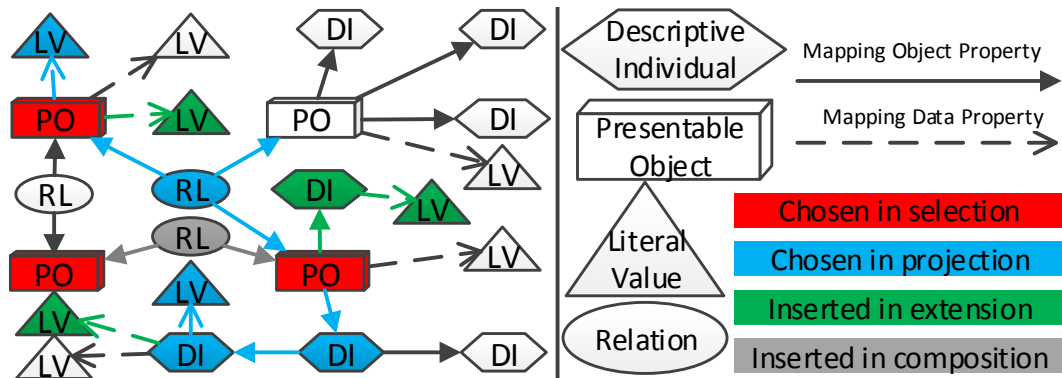 LV
LV
DI
DI
PO
LV
PO
DI
LV
RL
RL
DI
LV
RL
PO
PO
LV
LV
LV
LV
DI
DI
DI
Descriptive
Individual
Mapping Object Property
Presentable
Object
Mapping Data Property
Literal
Value
Relation
Chosen in selection
Chosen in projection
Inserted in extension
Inserted in composition